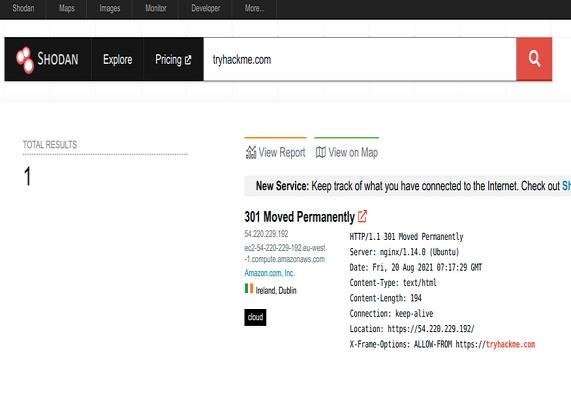 Shodan Maps Images Monitor Developer More...
SHODAN Explore Pricing tryhackme.com
TOTAL RESULTS
1
View Report View on Map
New Service: Keep track of what you have connected to the Internet. Check out Sh
301 Moved Permanently
54.220.229.192
ec2-54-220-229-192.eu-west
-1.compute.amazonaws.com
Amazon.com, Inc.
Ireland, Dublin
cloud
HTTP/1.1 301 Moved Permanently
Server: nginx/1.14.0 (Ubuntu)
Date: Fri, 20 Aug 2021 07:17:29 GMT
Content-Type: text/html
Content-Length: 194
Connection: keep-alive
Location: https://54.220.229.192/
X-Frame-Options: ALLOW-FROM https://tryhackme.com